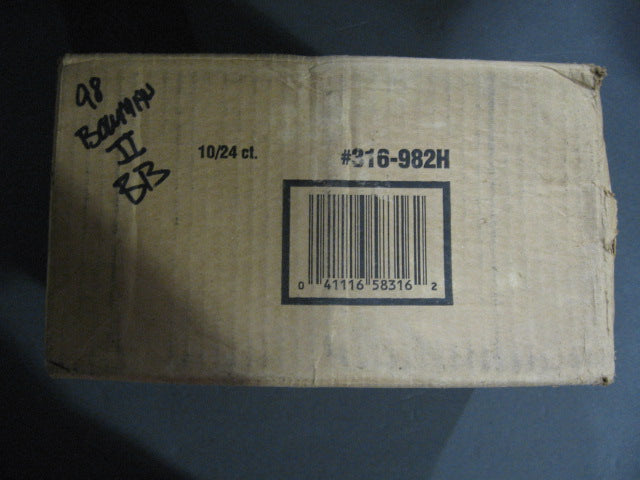 98
BOWMAN
II
BB
10/24 ct.
#316-982H
0 41116 58316 2